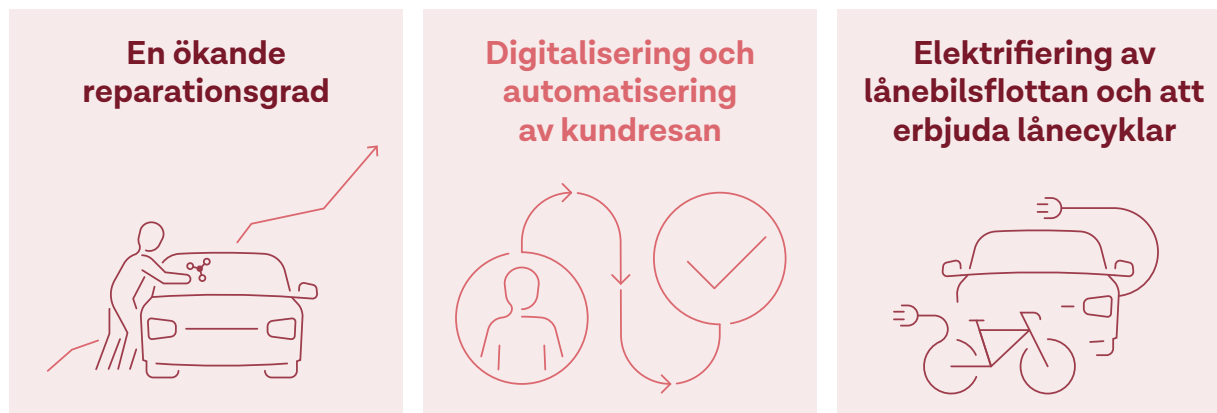 En ökande
reparationsgrad
Digitalisering och
automatisering
av kundresan
Elektrifiering av
lånebilsflottan och att
erbjuda lånecyklar